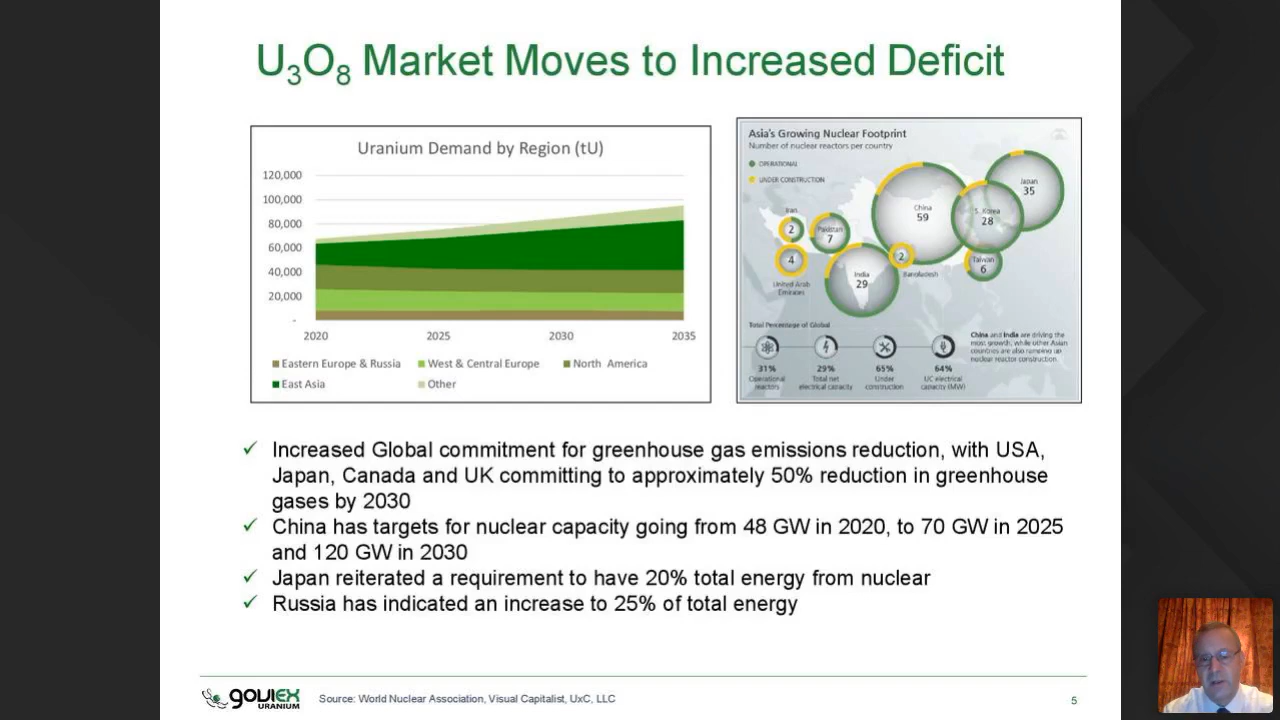 U₃O₈ Market Moves to Increased Deficit
Uranium Demand by Region (tU)
120,000
100,000
80,000
60,000
40,000
20,000
-
2020 2025 2030 2035
Eastern Europe & Russia West & Central Europe North America
East Asia Other
Asia's Growing Nuclear Footprint
Number of nuclear reactors per country
OPERATIONAL
UNDER CONSTRUCTION
Japan
35
China
59
S. Korea
28
Iran
2
Pakistan
7
4
United Arab
Emirates
India
29
2
Bangladesh
Taiwan
6
Total Percentage of Global
31%
Operational
reactors
29%
Total net
electrical capacity
65%
Under
construction
64%
UC electrical
capacity (MW)
China and India are driving the
most growth, while other Asian
countries are also ramping up
nuclear reactor construction.
✓ Increased Global commitment for greenhouse gas emissions reduction, with USA,
Japan, Canada and UK committing to approximately 50% reduction in greenhouse
gases by 2030
✓ China has targets for nuclear capacity going from 48 GW in 2020, to 70 GW in 2025
and 120 GW in 2030
✓ Japan reiterated a requirement to have 20% total energy from nuclear
✓ Russia has indicated an increase to 25% of total energy
GOVIEX
URANIUM
Source: World Nuclear Association, Visual Capitalist, UxC, LLC
5